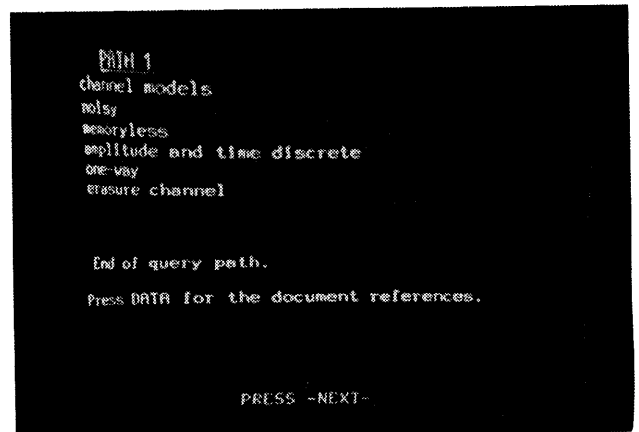 PATH 1
channel models
noisy
memoryless
amplitude and time discrete
one-way
erasure channel
End of query path.
Press DATA for the document references.
PRESS -NEXT-